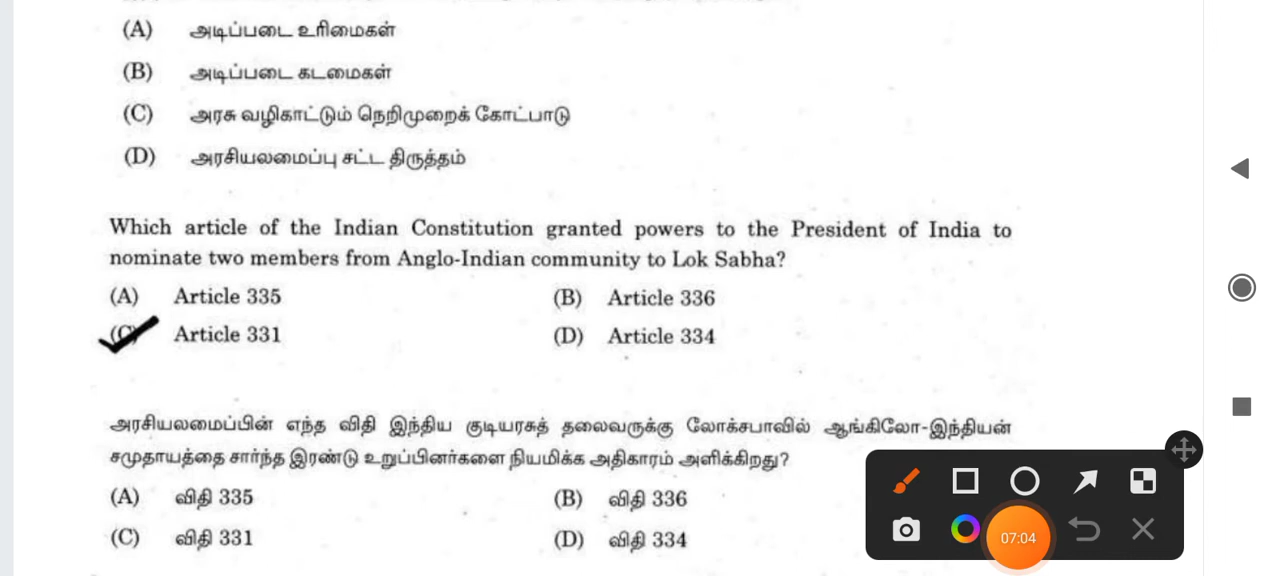 (A) அடிப்படை உரிமைகள்
(B) அடிப்படை கடமைகள்
(C) அரசு வழிகாட்டும் நெறிமுறைக் கோட்பாடு
(D) அரசியலமைப்பு சட்ட திருத்தம்
Which article of the Indian Constitution granted powers to the President of India to
nominate two members from Anglo-Indian community to Lok Sabha?
(A) Article 335 (B) Article 336
(C) Article 331 (D) Article 334
அரசியலமைப்பின் எந்த விதி இந்திய குடியரசுத் தலைவருக்கு லோக்சபாவில் ஆங்கிலோ-இந்தியன்
சமுதாயத்தை சார்ந்த இரண்டு உறுப்பினர்களை நியமிக்க அதிகாரம் அளிக்கிறது?
(A) விதி 335 (B) விதி 336
(C) விதி 331 (D) விதி 334
07:04